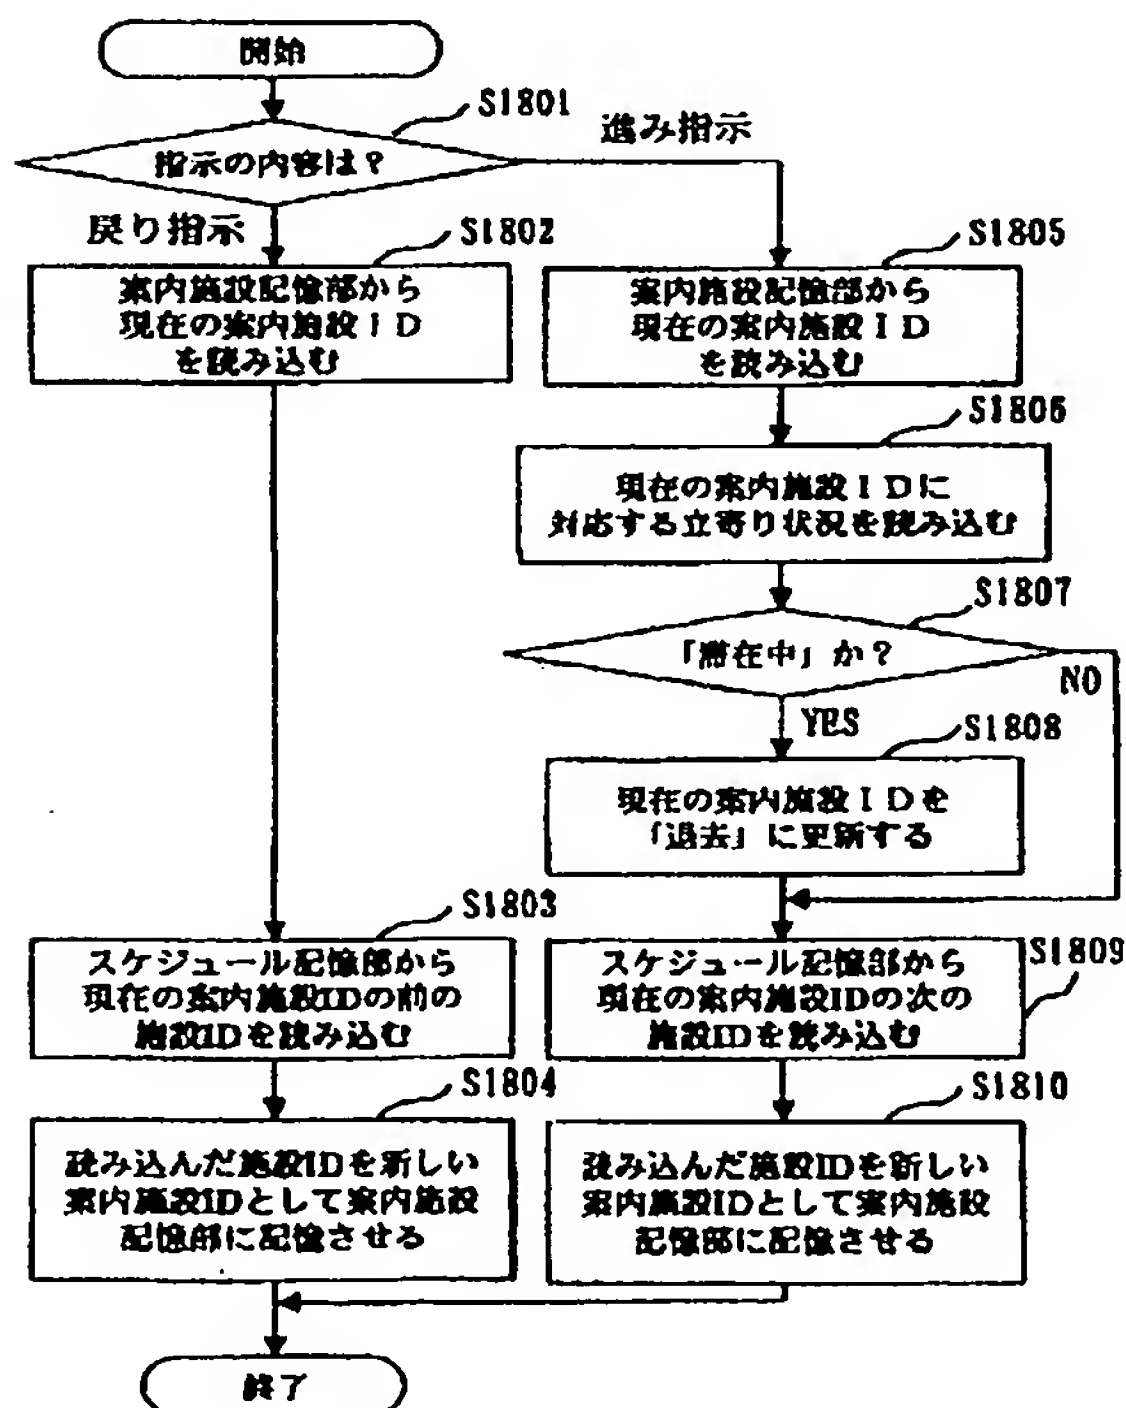 開始
S1801
指示の内容は？
進み指示
戻り指示
S1802
案内施設記憶部から
現在の案内施設ID
を読み込む
S1805
案内施設記憶部から
現在の案内施設ID
を読み込む
S1806
現在の案内施設IDに
対応する立寄り状況を読み込む
S1807
「滞在中」か？
NO
YES
S1808
現在の案内施設IDを
「退去」に更新する
S1803
スケジュール記憶部から
現在の案内施設IDの前の
施設IDを読み込む
S1809
スケジュール記憶部から
現在の案内施設IDの次の
施設IDを読み込む
S1804
読み込んだ施設IDを新しい
案内施設IDとして案内施設
記憶部に記憶させる
S1810
読み込んだ施設IDを新しい
案内施設IDとして案内施設
記憶部に記憶させる
終了